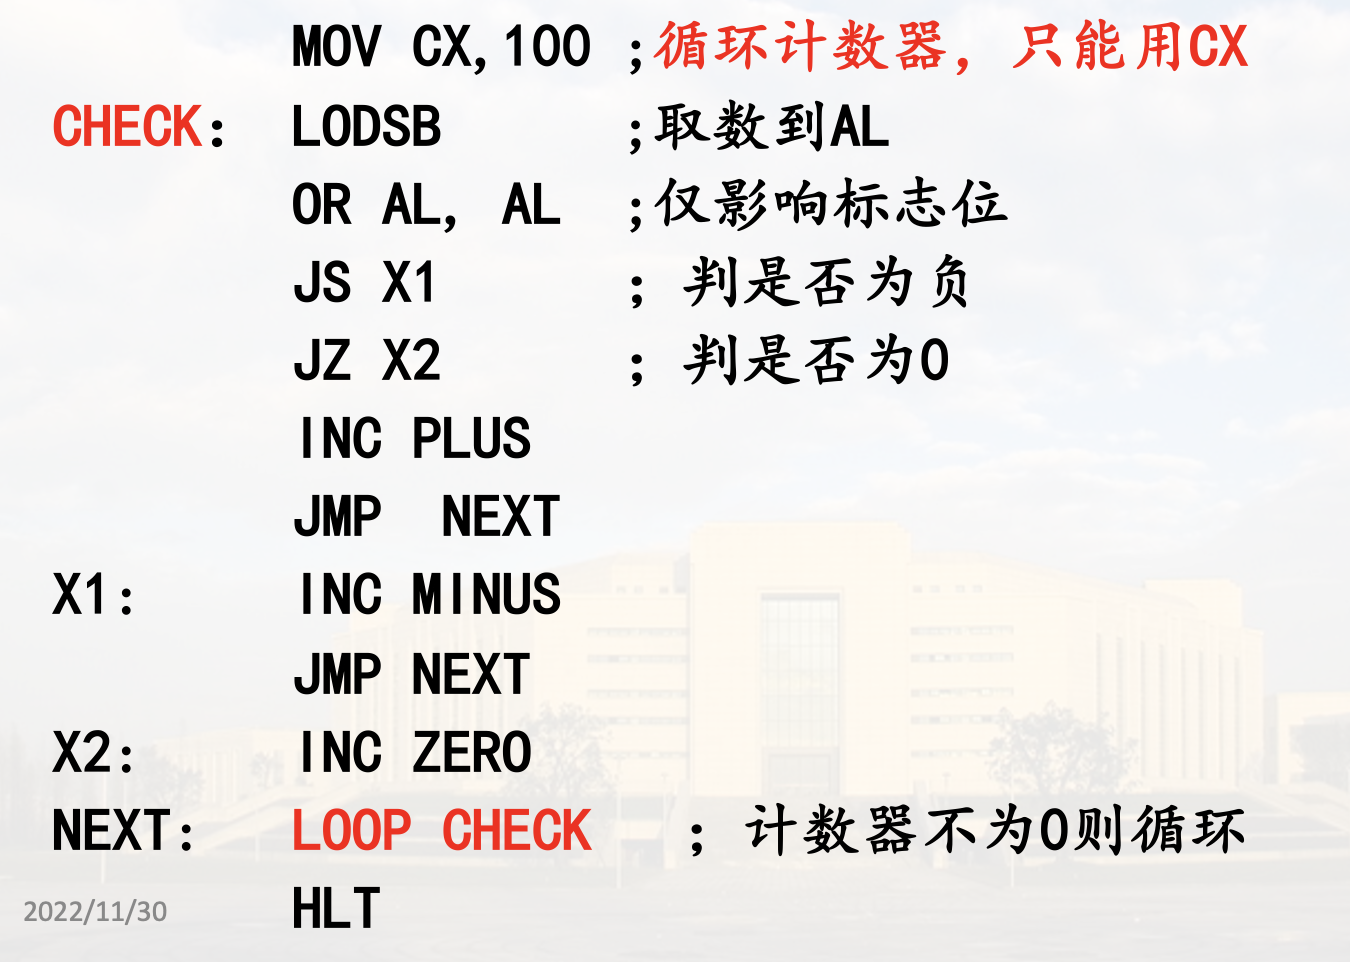 MOV CX,100 ;循环计数器，只能用CX
CHECK: LODSB ;取数到AL
OR AL, AL ;仅影响标志位
JS X1 ; 判是否为负
JZ X2 ; 判是否为0
INC PLUS
JMP NEXT
X1: INC MINUS
JMP NEXT
X2: INC ZERO
NEXT: LOOP CHECK ; 计数器不为0则循环
HLT
2022/11/30